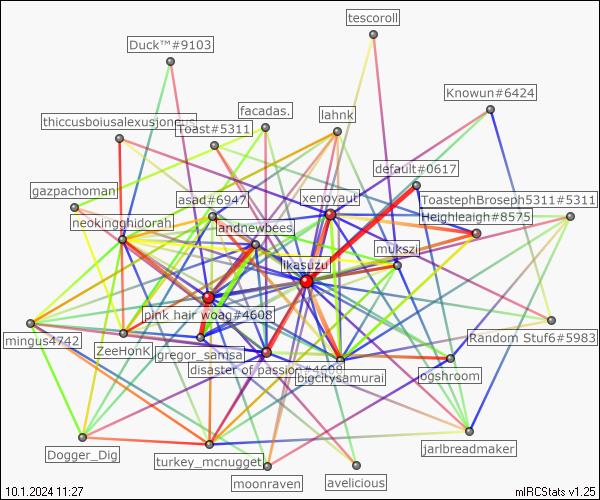 tescoroll
Duck™#9103
Knowun#6424
facadas.
lahnk
thiccusboiusalexusjoneus
Toast#5311
default#0617
gazpachoman
asad#6947
xenoyaut
ToastephBroseph5311#5311
neokingghidorah
andnewbees
Heighleaigh#8575
mukszi
ikasuzu
pink hair woag#4608
mingus4742
ZeeHonK
gregor_samsa
Random Stuf6#5983
disaster of passion#4608
bigcitysamurai
ogshroom
Dogger_Dig
turkey_mcnugget
jarlbreadmaker
moonraven
avelicious
10.1.2024 11:27
mIRCStats v1.25